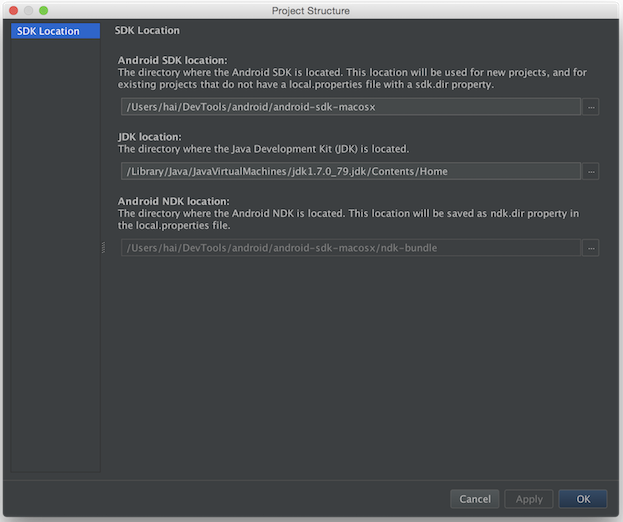 Project Structure
SDK Location
SDK Location
Android SDK location:
The directory where the Android SDK is located. This location will be used for new projects, and for
existing projects that do not have a local.properties file with a sdk.dir property.
/Users/hai/DevTools/android/android-sdk-macosx
...
JDK location:
The directory where the Java Development Kit (JDK) is located.
/Library/Java/JavaVirtualMachines/jdk1.7.0_79.jdk/Contents/Home
...
Android NDK location:
The directory where the Android NDK is located. This location will be saved as ndk.dir property in
the local.properties file.
/Users/hai/DevTools/android/android-sdk-macosx/ndk-bundle
...
Cancel
Apply
OK